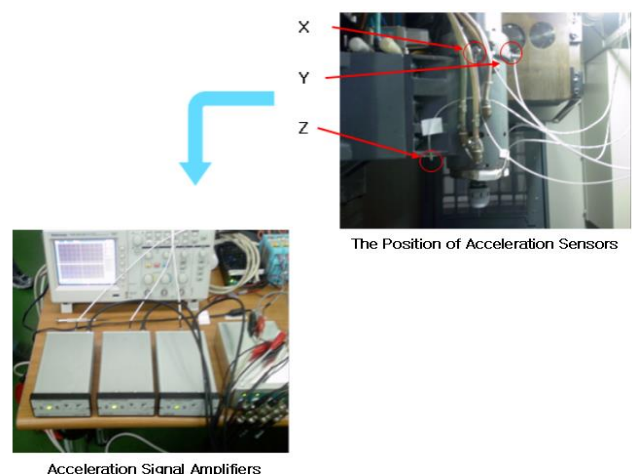 X
Y
Z
The Position of Acceleration Sensors
Acceleration Signal Amplifiers